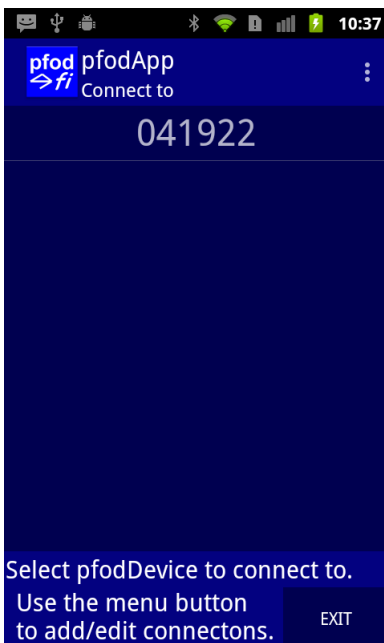 10:37
pfod
fi
pfodApp
Connect to
041922
Select pfodDevice to connect to.
Use the menu button
to add/edit connectons.
EXIT